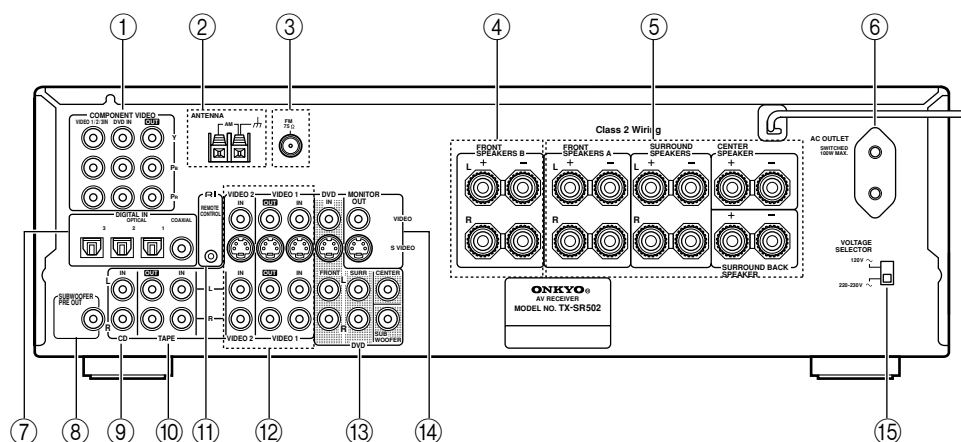 ① ② ③ ④ ⑤ ⑥
COMPONENT VIDEO
VIDEO 1/2/3IN DVD IN OUT
Y
PB
PR
ANTENNA
AM
FM
75 Ω
Class 2 Wiring
FRONT SPEAKERS B
+ −
L
R
FRONT SPEAKERS A
+ −
L
R
SURROUND SPEAKERS
+ −
L
R
CENTER SPEAKER
+ −
+ −
SURROUND BACK SPEAKER
AC OUTLET
SWITCHED
100W MAX.
VOLTAGE
SELECTOR
120V ∼
220-230V ∼
DIGITAL IN
OPTICAL COAXIAL
3 2 1
RI
REMOTE
CONTROL
VIDEO 2 VIDEO 1 DVD MONITOR OUT
IN OUT IN IN
VIDEO
S VIDEO
IN OUT IN
L
R
CD TAPE
IN OUT IN
L
R
VIDEO 2 VIDEO 1
FRONT SURR CENTER
L
R
SUB WOOFER
DVD
SUBWOOFER
PRE OUT
ONKYO®
AV RECEIVER
MODEL NO. TX-SR502
⑦ ⑧ ⑨ ⑩ ⑪ ⑫ ⑬ ⑭ ⑮